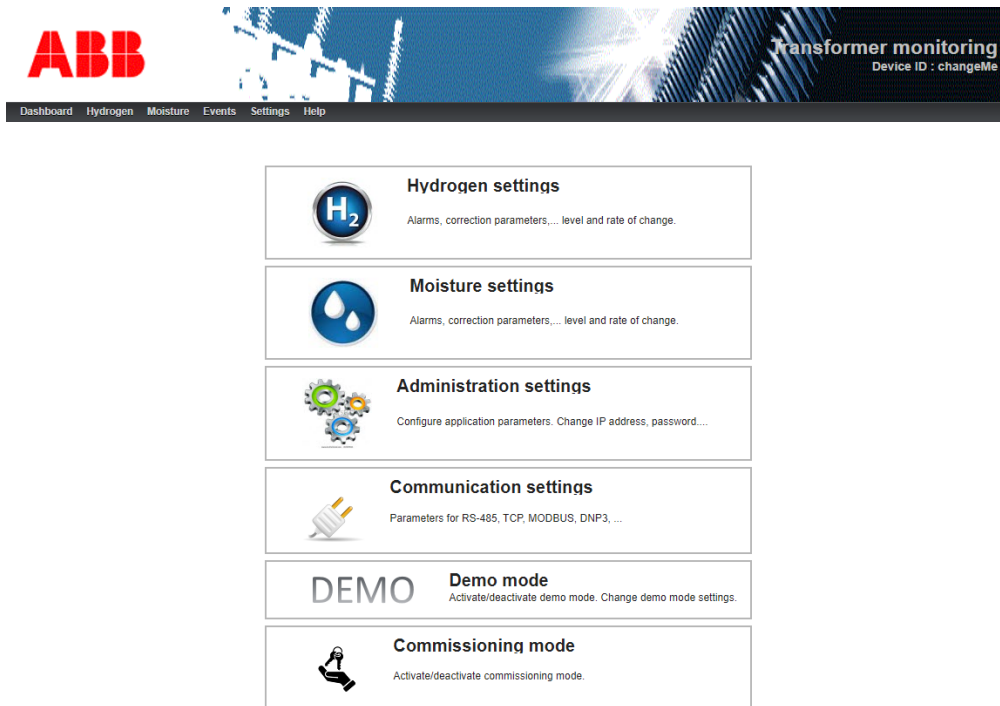 ABB
Transformer monitoring
Device ID : changeMe
Dashboard Hydrogen Moisture Events Settings Help
H2
Hydrogen settings
Alarms, correction parameters,... level and rate of change.
Moisture settings
Alarms, correction parameters,... level and rate of change.
Administration settings
Configure application parameters. Change IP address, password....
Communication settings
Parameters for RS-485, TCP, MODBUS, DNP3, ...
DEMO
Demo mode
Activate/deactivate demo mode. Change demo mode settings.
Commissioning mode
Activate/deactivate commissioning mode.